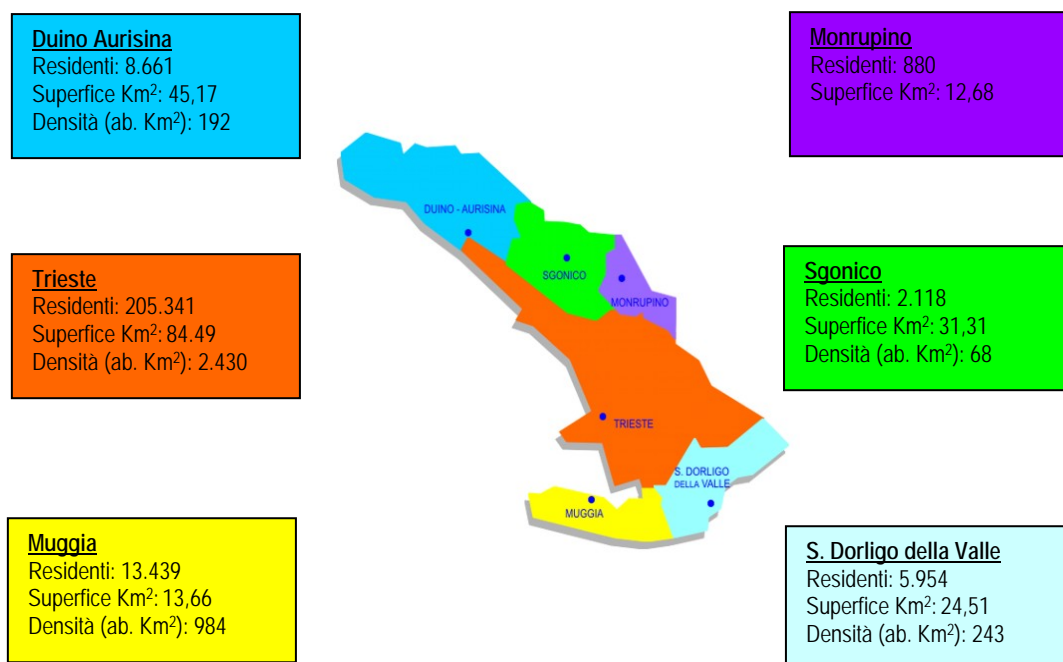 Duino Aurisina
Residenti: 8.661
Superfice Km²: 45,17
Densità (ab. Km²): 192
Monrupino
Residenti: 880
Superfice Km²: 12,68
DUINO - AURISINA
SGONICO
MONRUPINO
Trieste
Residenti: 205.341
Superfice Km²: 84.49
Densità (ab. Km²): 2.430
Sgonico
Residenti: 2.118
Superfice Km²: 31,31
Densità (ab. Km²): 68
TRIESTE
S. DORLIGO
DELLA VALLE
MUGGIA
Muggia
Residenti: 13.439
Superfice Km²: 13,66
Densità (ab. Km²): 984
S. Dorligo della Valle
Residenti: 5.954
Superfice Km²: 24,51
Densità (ab. Km²): 243